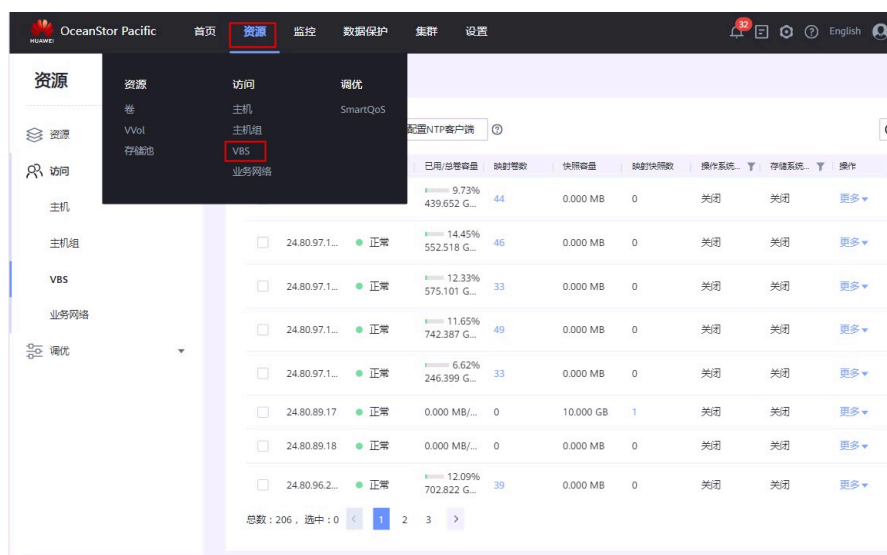 HUAWEI
OceanStor Pacific 首页 资源 监控 数据保护 集群 设置 32 English
资源
资源 访问 调优
卷 主机 SmartQoS
VVol 主机组
存储池 VBS
业务网络
资源
访问
主机
主机组
VBS
业务网络
调优
配置NTP客户端
已用/总卷容量 映射卷数 快照容量 映射快照数 操作系统... 存储系统... 操作
9.73%
439.652 G... 44 0.000 MB 0 关闭 关闭 更多
24.80.97.1... 正常 14.45%
552.518 G... 46 0.000 MB 0 关闭 关闭 更多
24.80.97.1... 正常 12.33%
575.101 G... 33 0.000 MB 0 关闭 关闭 更多
24.80.97.1... 正常 11.65%
742.387 G... 49 0.000 MB 0 关闭 关闭 更多
24.80.97.1... 正常 6.62%
246.399 G... 33 0.000 MB 0 关闭 关闭 更多
24.80.89.17 正常 0.000 MB/... 0 10.000 GB 1 关闭 关闭 更多
24.80.89.18 正常 0.000 MB/... 0 0.000 MB 0 关闭 关闭 更多
24.80.96.2... 正常 12.09%
702.822 G... 39 0.000 MB 0 关闭 关闭 更多
总数：206，选中：0 < 1 2 3 >